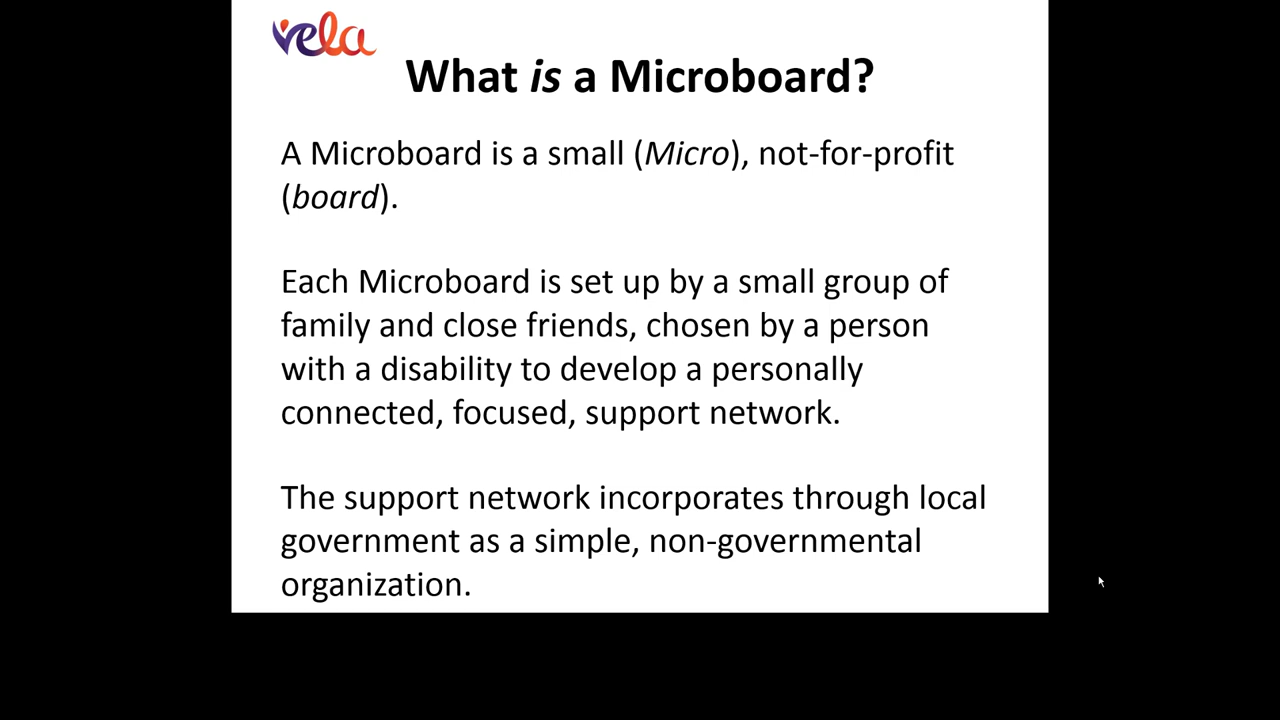 vela
What is a Microboard?
A Microboard is a small (Micro), not-for-profit
(board).
Each Microboard is set up by a small group of
family and close friends, chosen by a person
with a disability to develop a personally
connected, focused, support network.
The support network incorporates through local
government as a simple, non-governmental
organization.